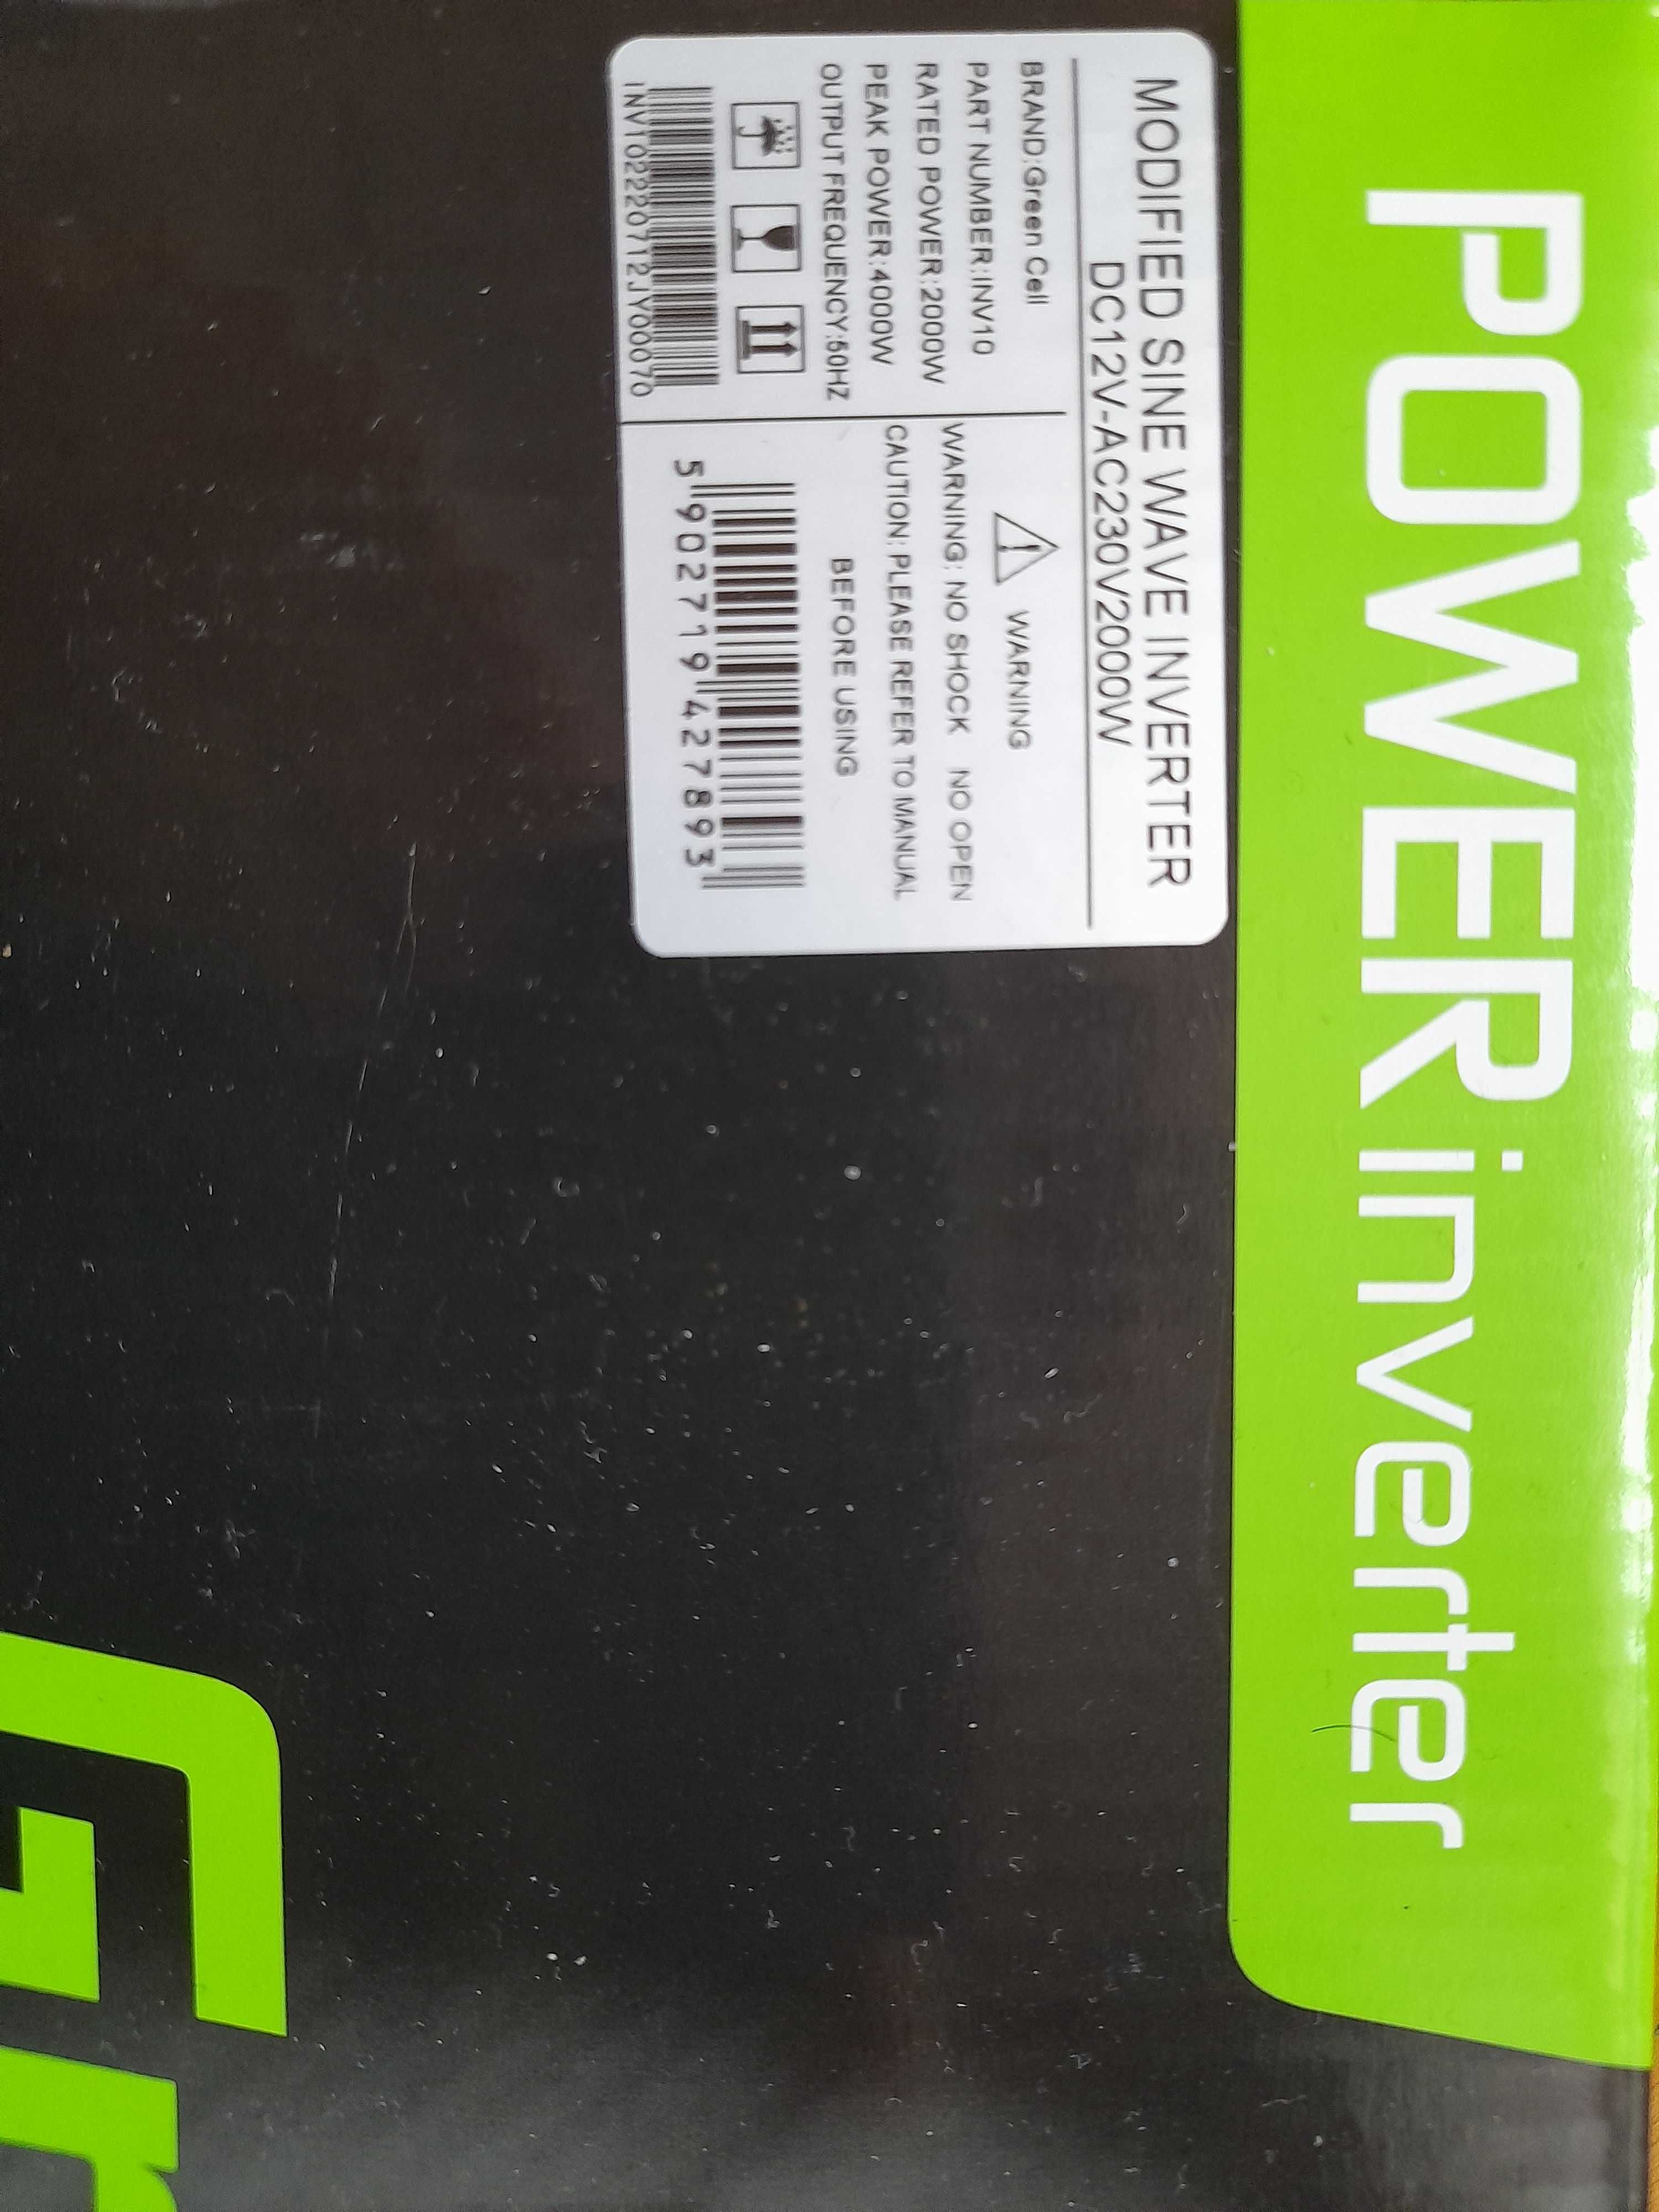 POWER inverter
MODIFIED SINE WAVE INVERTER
DC12V-AC230V2000W
BRAND:Green Cell
PART NUMBER:INV10
RATED POWER:2000W
PEAK POWER:4000W
OUTPUT FREQUENCY:50HZ
INV102220712JY00070
WARNING
WARNING: NO SHOCK NO OPEN
CAUTION: PLEASE REFER TO MANUAL
BEFORE USING
5 902719 427893
Gr